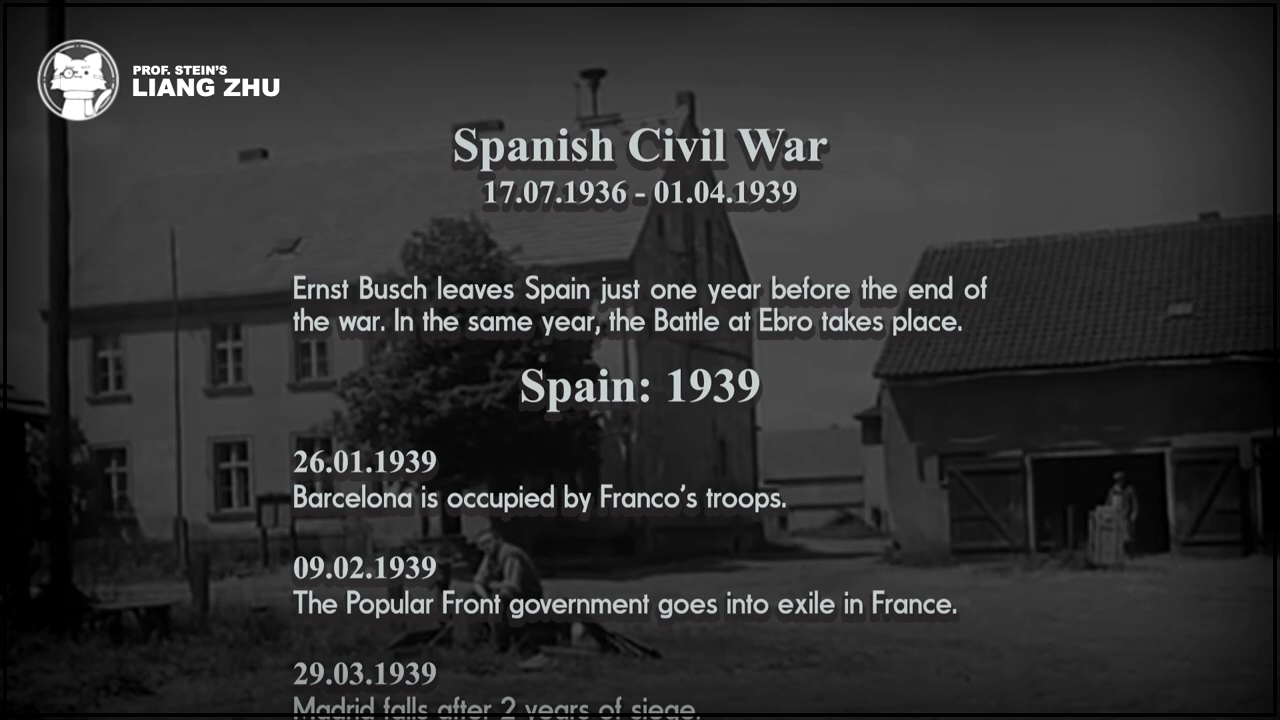 PROF. STEIN'S
LIANG ZHU
Spanish Civil War
17.07.1936 - 01.04.1939
Ernst Busch leaves Spain just one year before the end of
the war. In the same year, the Battle at Ebro takes place.
Spain: 1939
26.01.1939
Barcelona is occupied by Franco's troops.
09.02.1939
The Popular Front government goes into exile in France.
29.03.1939
Madrid falls after 2 years of siege.